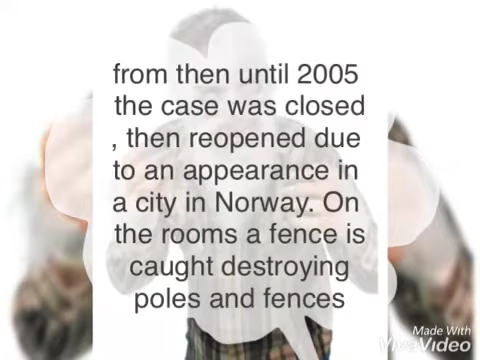 from then until 2005
the case was closed
, then reopened due
to an appearance in
a city in Norway. On
the rooms a fence is
caught destroying
poles and fences
Made With
VivaVideo